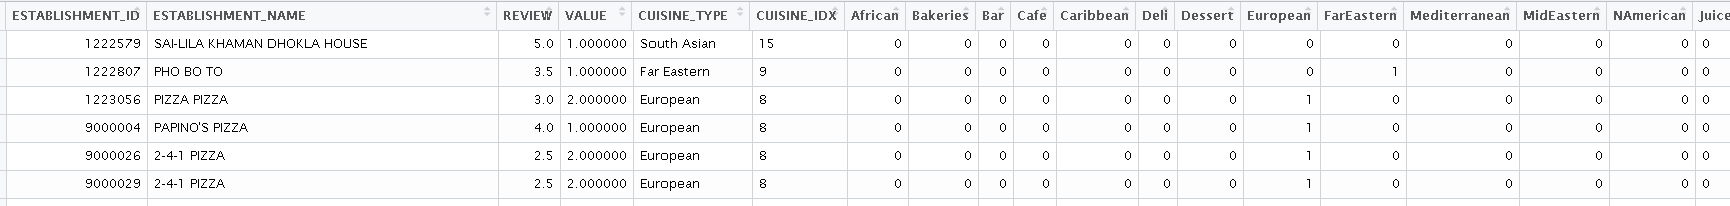 ESTABLISHMENT_ID ESTABLISHMENT_NAME REVIEW VALUE CUISINE_TYPE CUISINE_IDX African Bakeries Bar Cafe Caribbean Deli Dessert European FarEastern Mediterranean MidEastern NAmerican Juice
1222579 SAI-LILA KHAMAN DHOKLA HOUSE 5.0 1.000000 South Asian 15 0 0 0 0 0 0 0 0 0 0 0 0 0
1222807 PHO BO TO 3.5 1.000000 Far Eastern 9 0 0 0 0 0 0 0 0 1 0 0 0 0
1223056 PIZZA PIZZA 3.0 2.000000 European 8 0 0 0 0 0 0 0 1 0 0 0 0 0
9000004 PAPINO'S PIZZA 4.0 1.000000 European 8 0 0 0 0 0 0 0 1 0 0 0 0 0
9000026 2-4-1 PIZZA 2.5 2.000000 European 8 0 0 0 0 0 0 0 1 0 0 0 0 0
9000029 2-4-1 PIZZA 2.5 2.000000 European 8 0 0 0 0 0 0 0 1 0 0 0 0 0